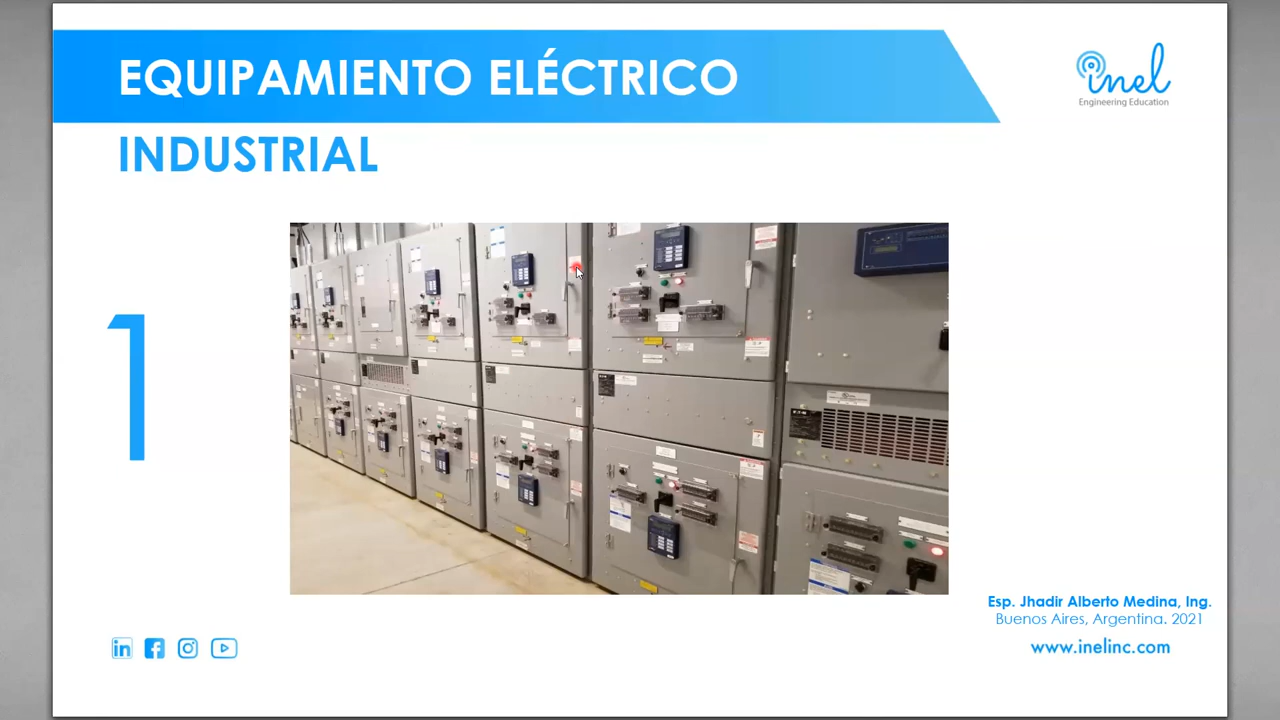 EQUIPAMIENTO ELÉCTRICO
inel
Engineering Education
INDUSTRIAL
1
Esp. Jhadir Alberto Medina, Ing.
Buenos Aires, Argentina. 2021
in
www.inelinc.com